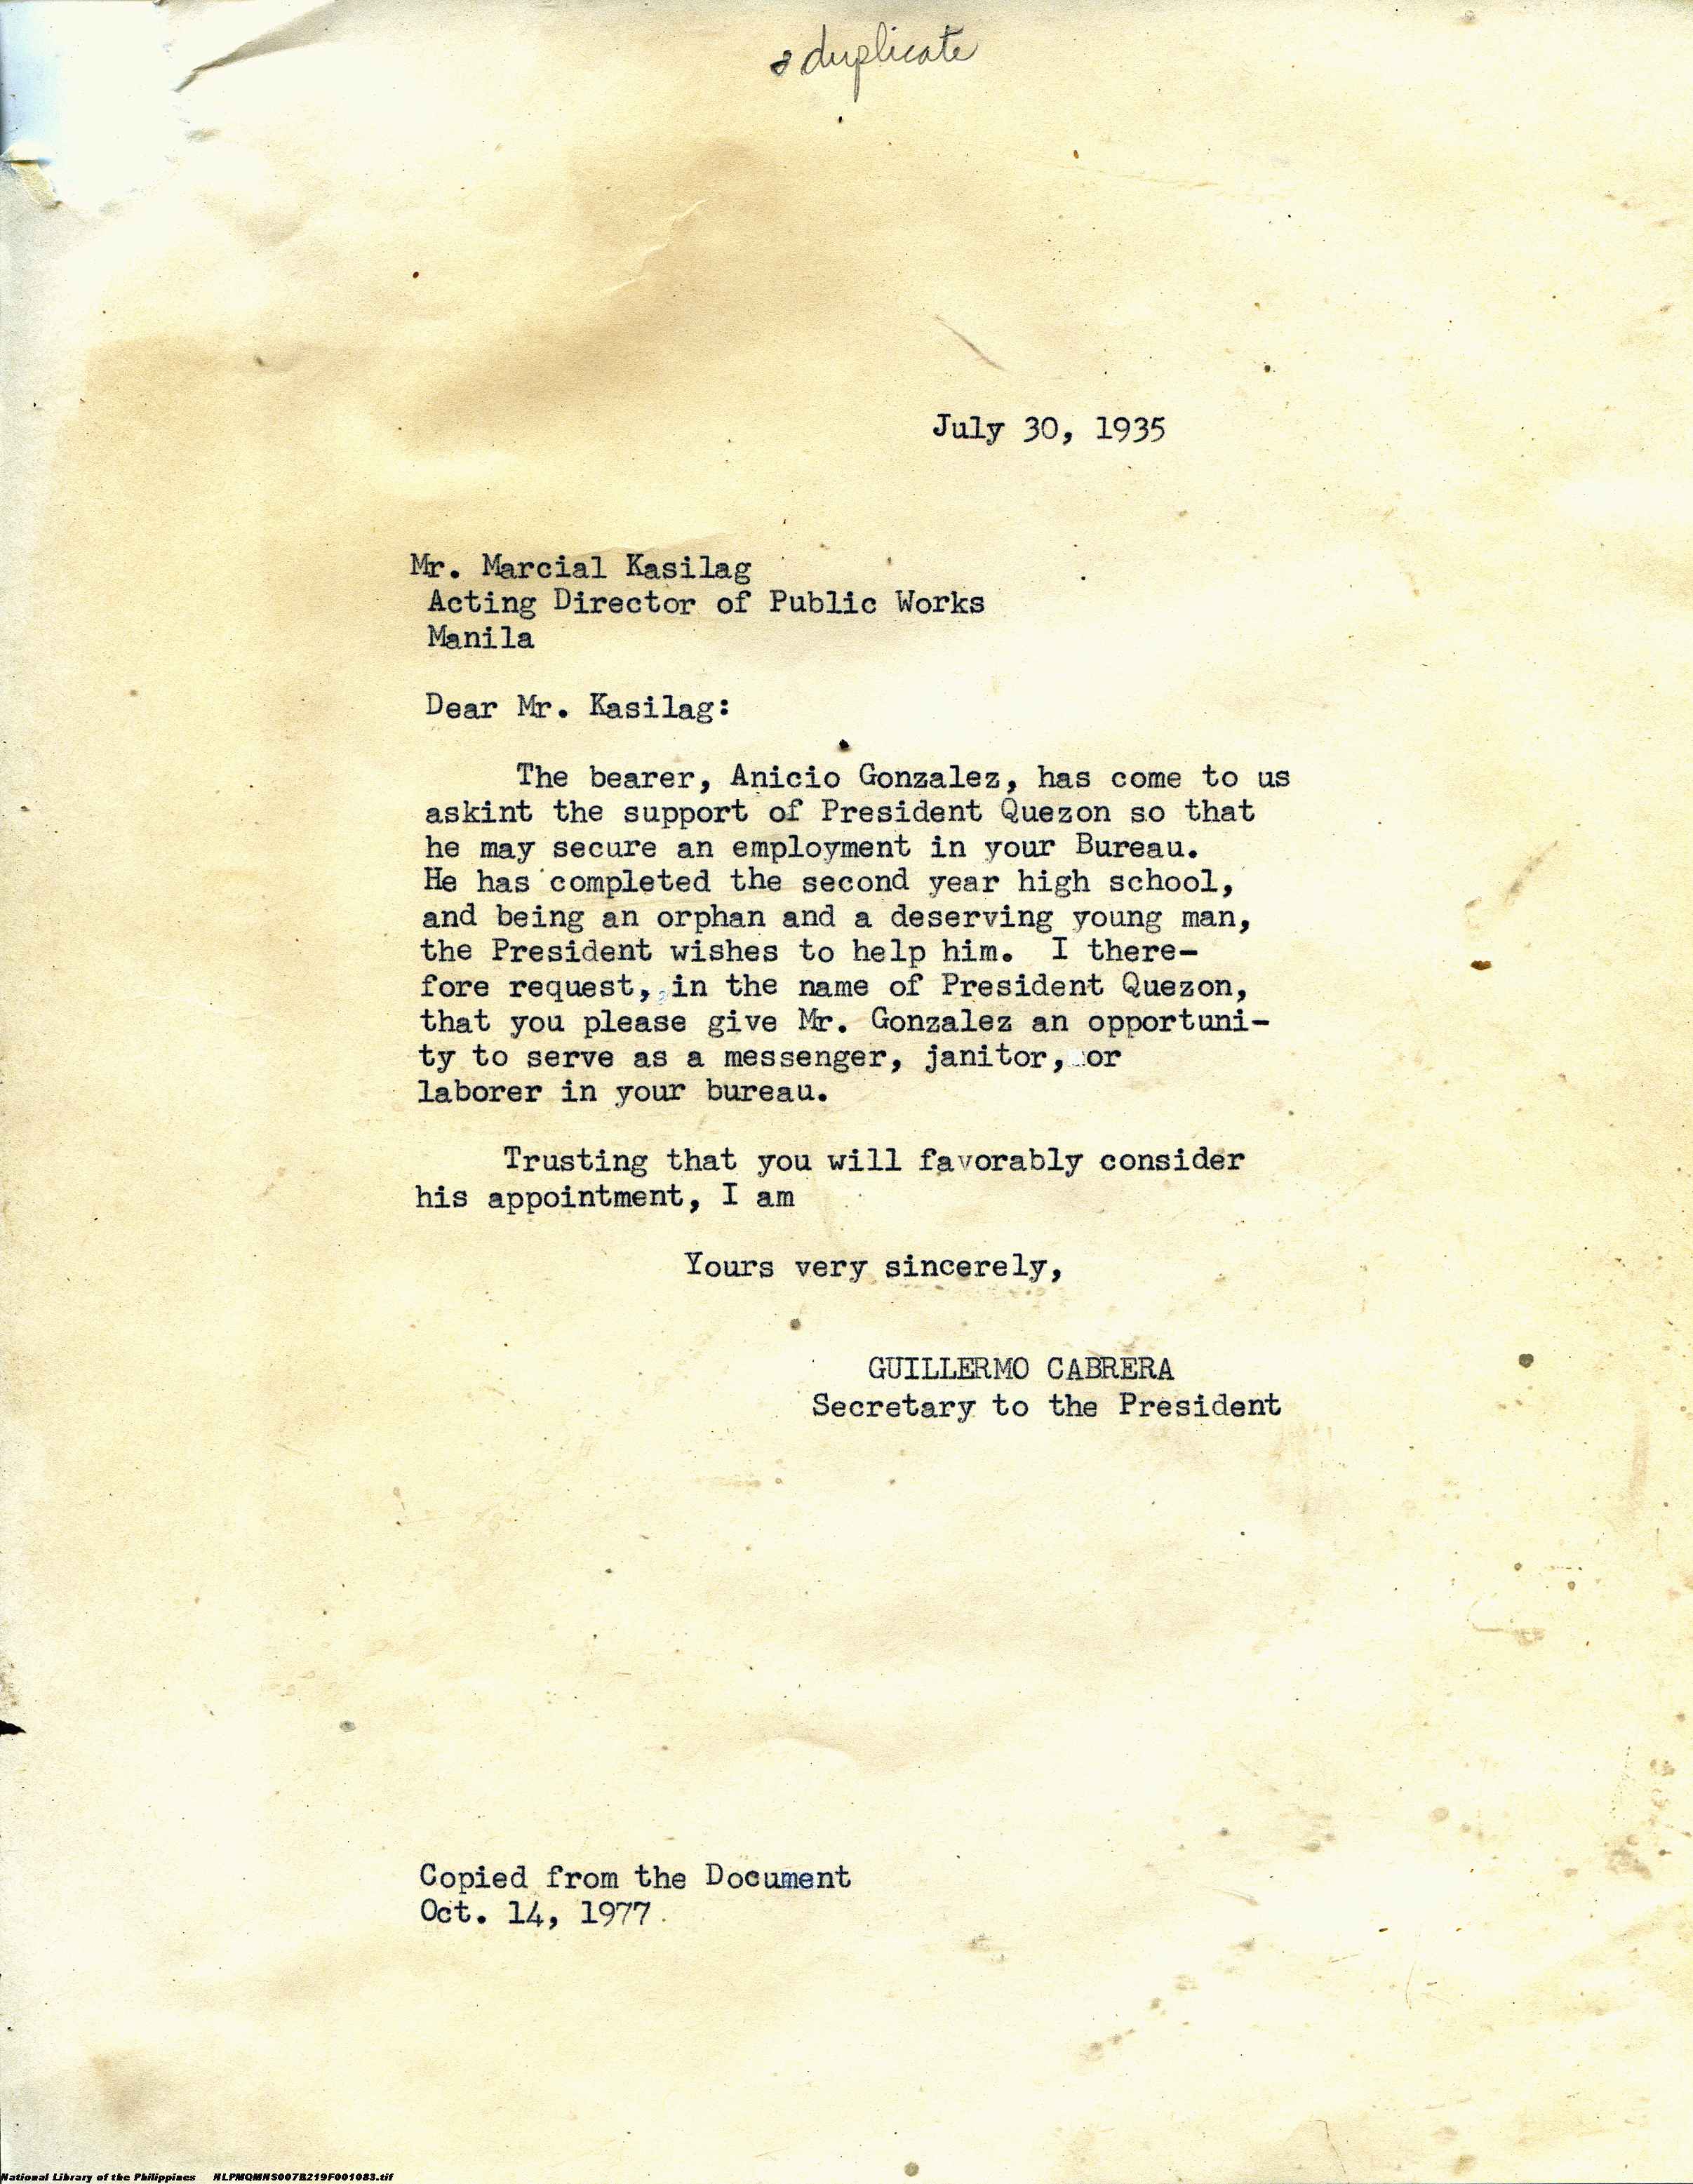 duplicate
July 30, 1935
Mr. Marcial Kasilag
Acting Director of Public Works
Manila
Dear Mr. Kasilag:
The bearer, Anicio Gonzalez, has come to us
askint the support of President Quezon so that
he may secure an employment in your Bureau.
He has completed the second year high school,
and being an orphan and a deserving young man,
the President wishes to help him. I there-
fore request, in the name of President Quezon,
that you please give Mr. Gonzalez an opportuni-
ty to serve as a messenger, janitor, or
laborer in your bureau.
Trusting that you will favorably consider
his appointment, I am
Yours very sincerely,
GUILLERMO CABRERA
Secretary to the President
Copied from the Document
Oct. 14, 1977.
National Library of the Philippines NLPMQMNS007B219F001083.tif